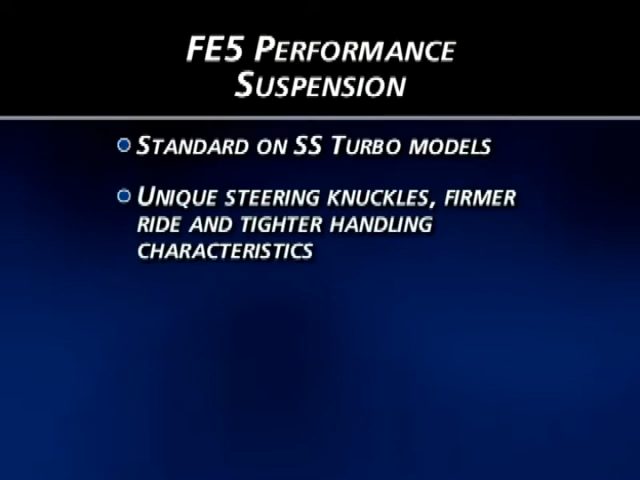 FE5 PERFORMANCE
SUSPENSION
STANDARD ON SS TURBO MODELS
UNIQUE STEERING KNUCKLES, FIRMER
RIDE AND TIGHTER HANDLING
CHARACTERISTICS